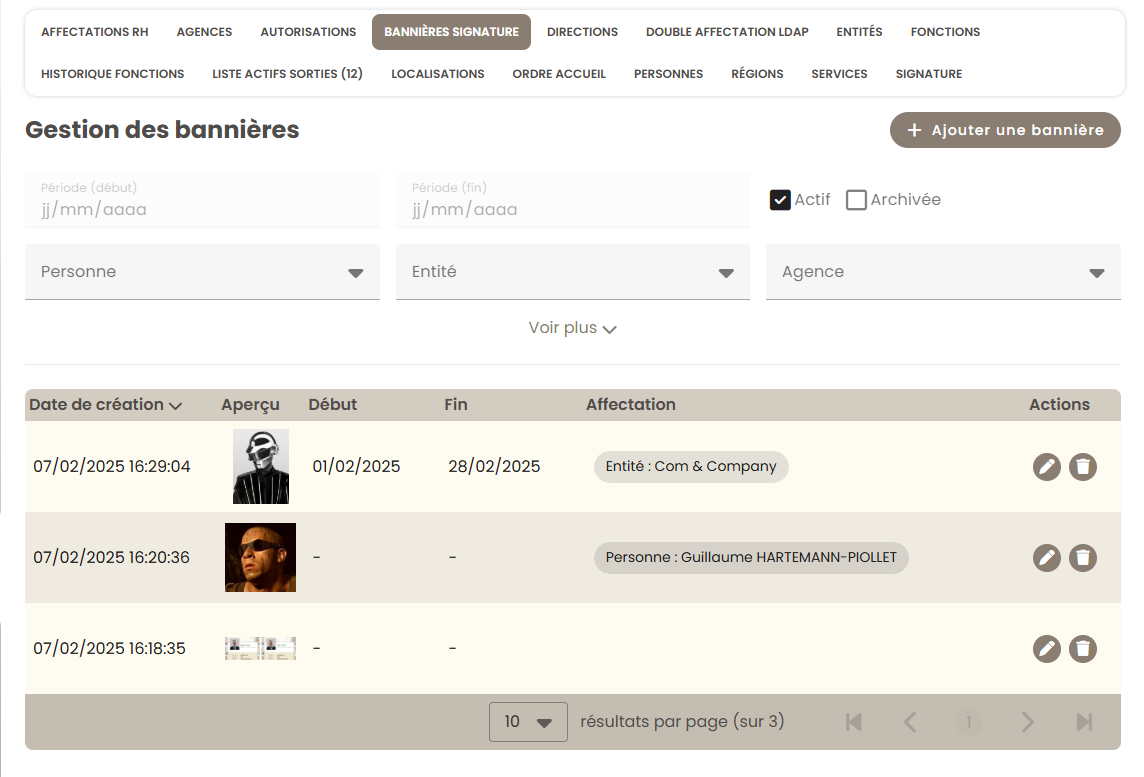 AFFECTATIONS RH AGENCES AUTORISATIONS BANNIÈRES SIGNATURE DIRECTIONS DOUBLE AFFECTATION LDAP ENTITÉS FONCTIONS
HISTORIQUE FONCTIONS LISTE ACTIFS SORTIES (12) LOCALISATIONS ORDRE ACCUEIL PERSONNES RÉGIONS SERVICES SIGNATURE
Gestion des bannières
+ Ajouter une bannière
Période (début) Période (fin)
jj/mm/aaaa jj/mm/aaaa
Actif Archivée
Personne Entité Agence
Voir plus
Date de création Aperçu Début Fin Affectation Actions
07/02/2025 16:29:04 01/02/2025 28/02/2025 Entité : Com & Company
07/02/2025 16:20:36 - - Personne : Guillaume HARTEMANN-PIOLLET
07/02/2025 16:18:35 - -
10 résultats par page (sur 3) 1